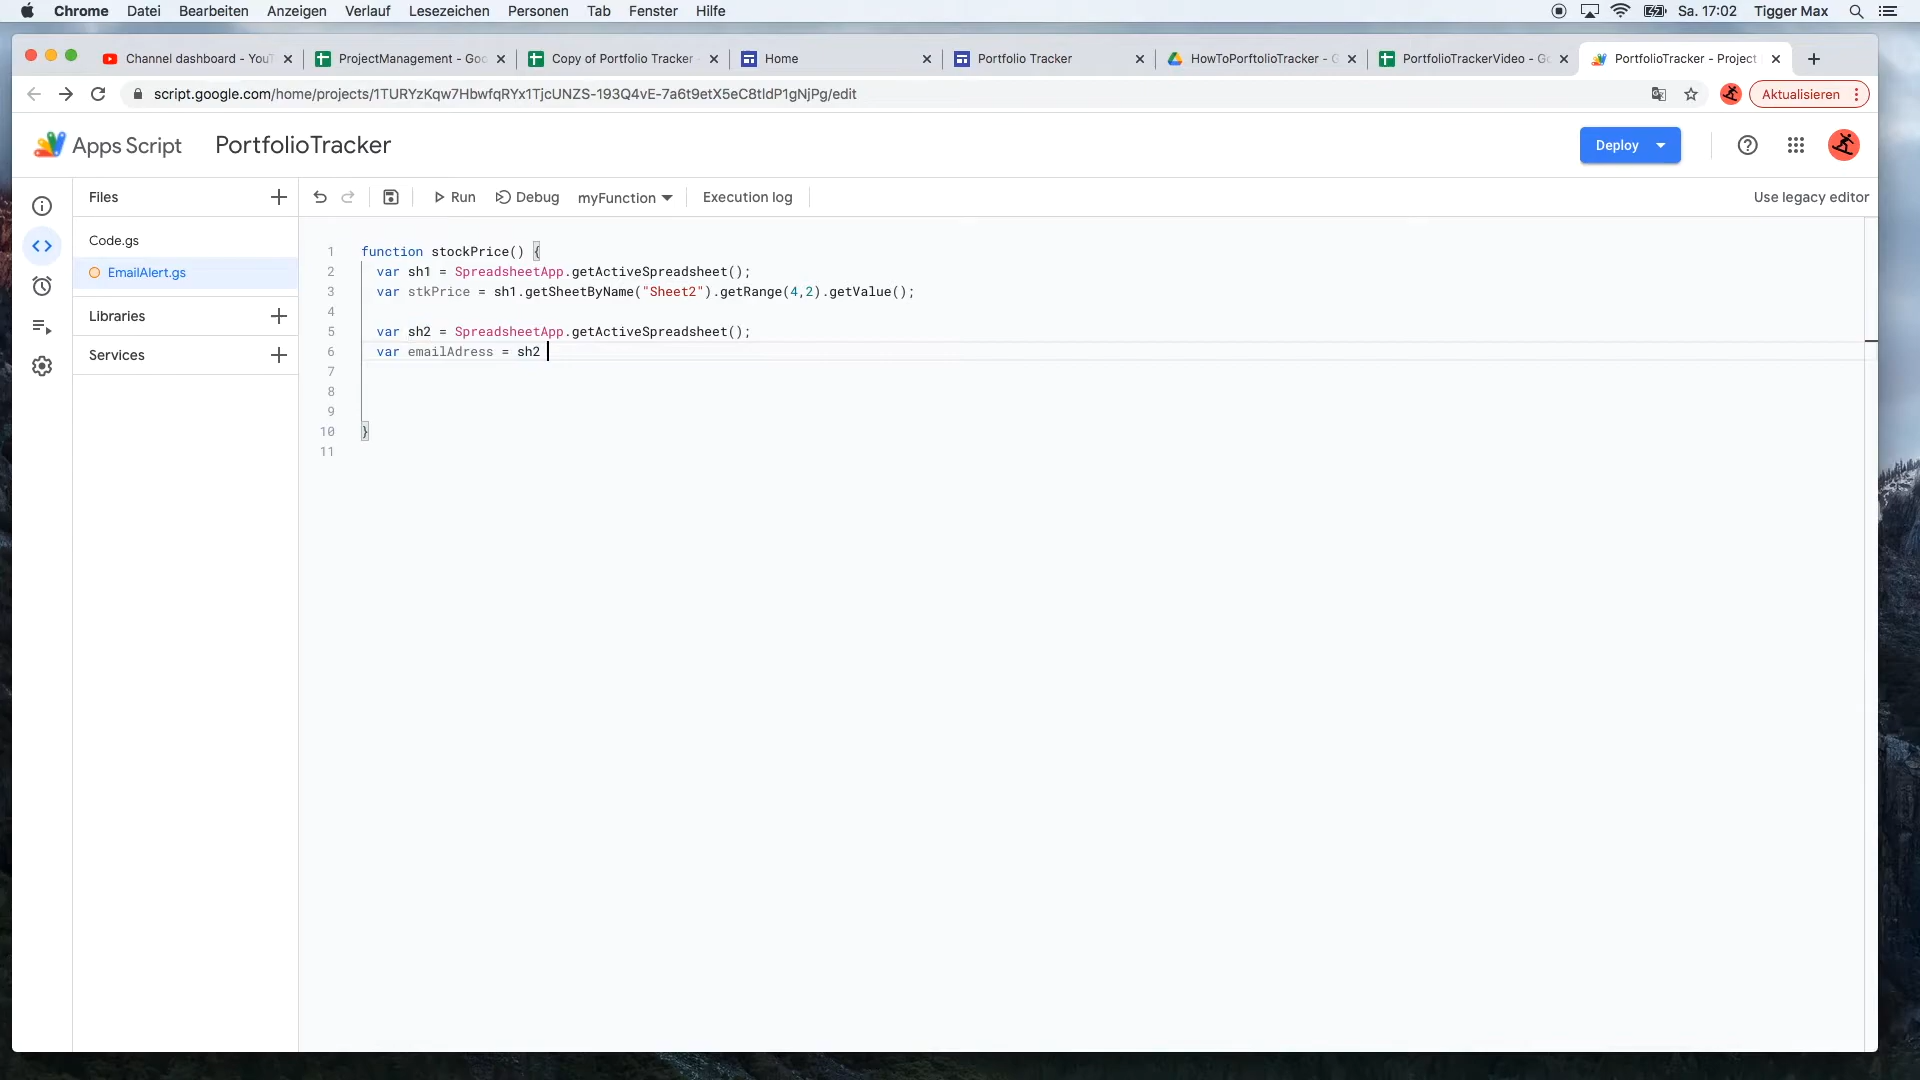 Chrome Datei Bearbeiten Anzeigen Verlauf Lesezeichen Personen Tab Fenster Hilfe Sa. 17:02 Tigger Max
Channel dashboard - YouT ProjectManagement - Goo Copy of Portfolio Tracker - Home Portfolio Tracker HowToPorftolioTracker - G PortfolioTrackerVideo - Go PortfolioTracker - Project
script.google.com/home/projects/1TURYzKqw7HbwfqRYx1TjcUNZS-193Q4vE-7a6t9etX5eC8tldP1gNjPg/edit Aktualisieren
Apps Script PortfolioTracker Deploy
Files Run Debug myFunction Execution log Use legacy editor
Code.gs
EmailAlert.gs
Libraries
Services
1 function stockPrice() {
2 var sh1 = SpreadsheetApp.getActiveSpreadsheet();
3 var stkPrice = sh1.getSheetByName("Sheet2").getRange(4,2).getValue();
4
5 var sh2 = SpreadsheetApp.getActiveSpreadsheet();
6 var emailAdress = sh2
7
8
9
10 }
11